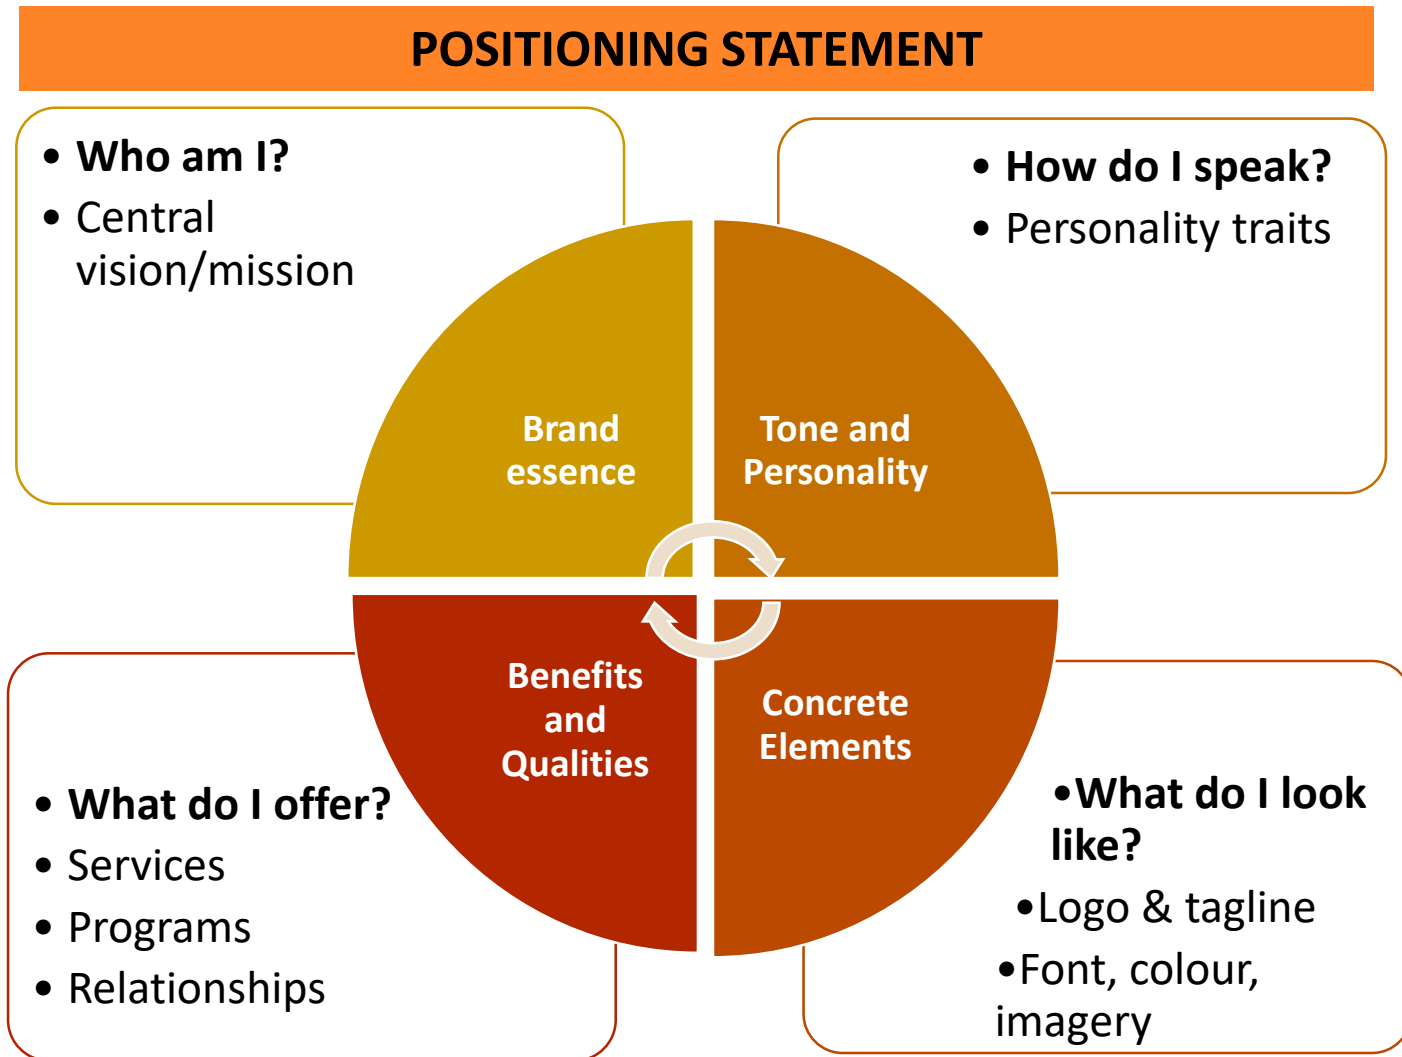 POSITIONING STATEMENT
• Who am I?
• Central
vision/mission
• How do I speak?
• Personality traits
Brand
essence
Tone and
Personality
Benefits
and
Qualities
Concrete
Elements
• What do I offer?
• Services
• Programs
• Relationships
•What do I look
like?
•Logo & tagline
•Font, colour,
imagery